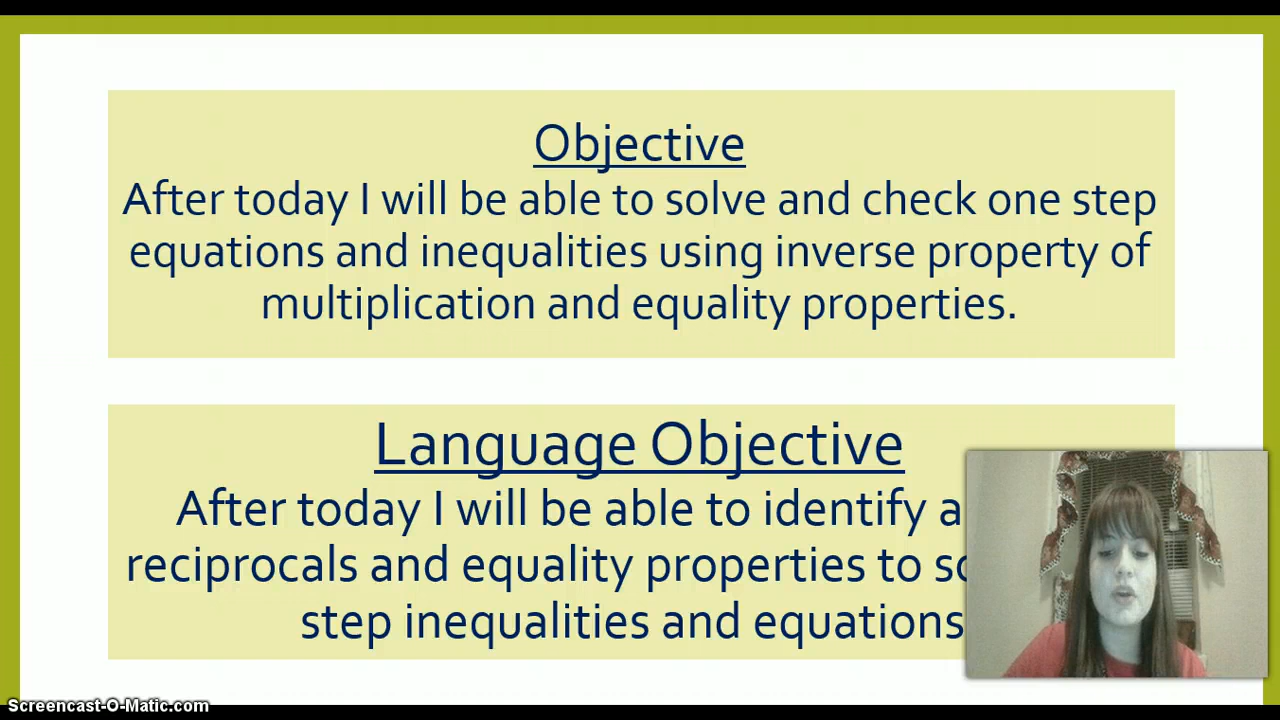 Objective
After today I will be able to solve and check one step
equations and inequalities using inverse property of
multiplication and equality properties.
Language Objective
After today I will be able to identify
reciprocals and equality properties to
step inequalities and equations
Screencast-O-Matic.com